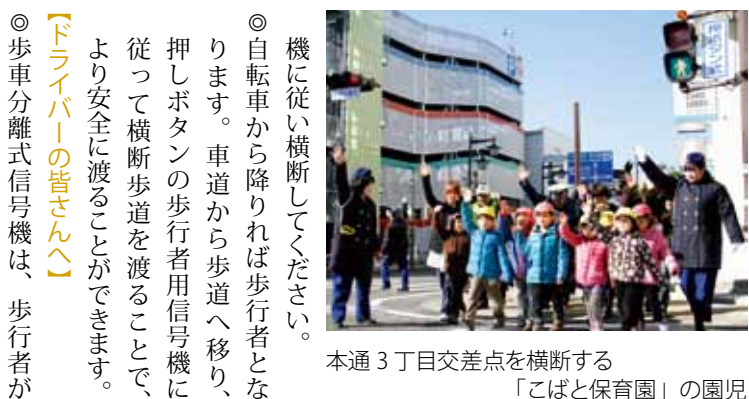 機に従い横断してください。
◎自転車から降りれば歩行者とな
ります。車道から歩道へ移り、
押しボタンの歩行者用信号機に
従って横断歩道を渡ることで、
より安全に渡ることができます。
【ドライバーの皆さんへ】
◎歩車分離式信号機は、歩行者が
本通3丁目交差点を横断する
「こばと保育園」の園児